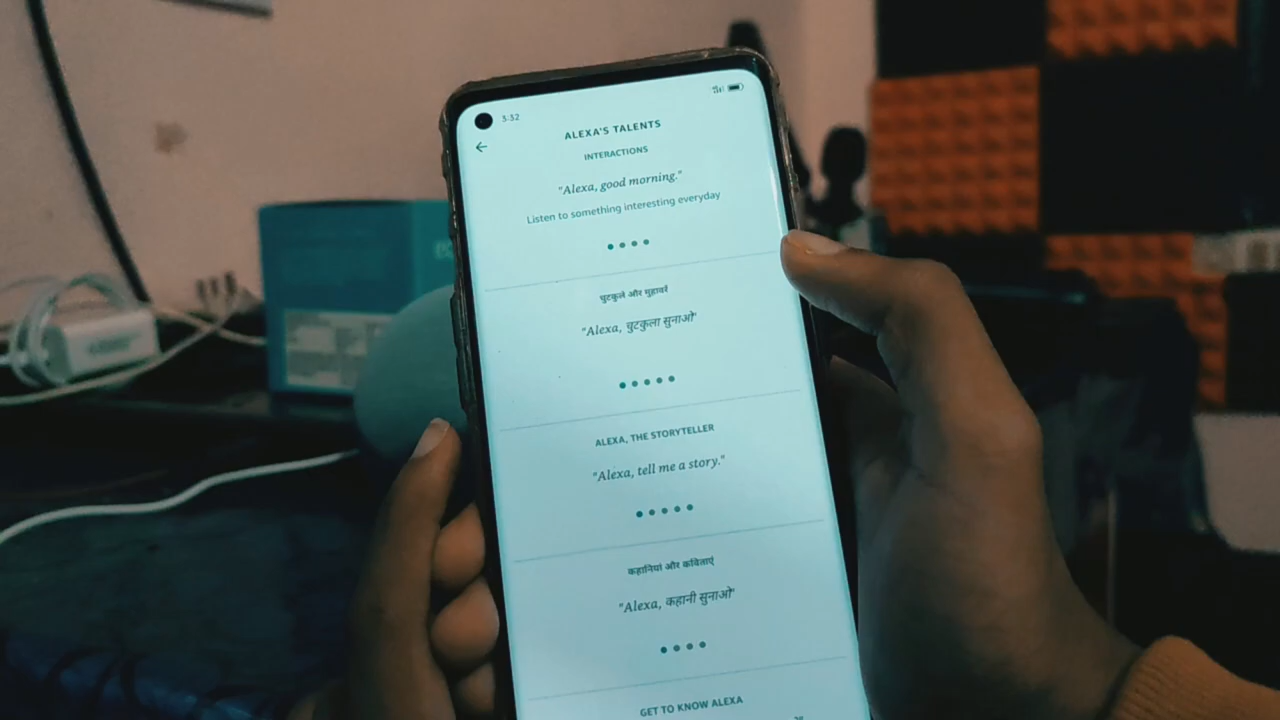 3:32
ALEXA'S TALENTS
INTERACTIONS
"Alexa, good morning."
Listen to something interesting everyday
चुटकुले और मुहावरे
"Alexa, चुटकुला सुनाओ"
ALEXA, THE STORYTELLER
"Alexa, tell me a story."
कहानियां और कविताएं
"Alexa, कहानी सुनाओ"
GET TO KNOW ALEXA